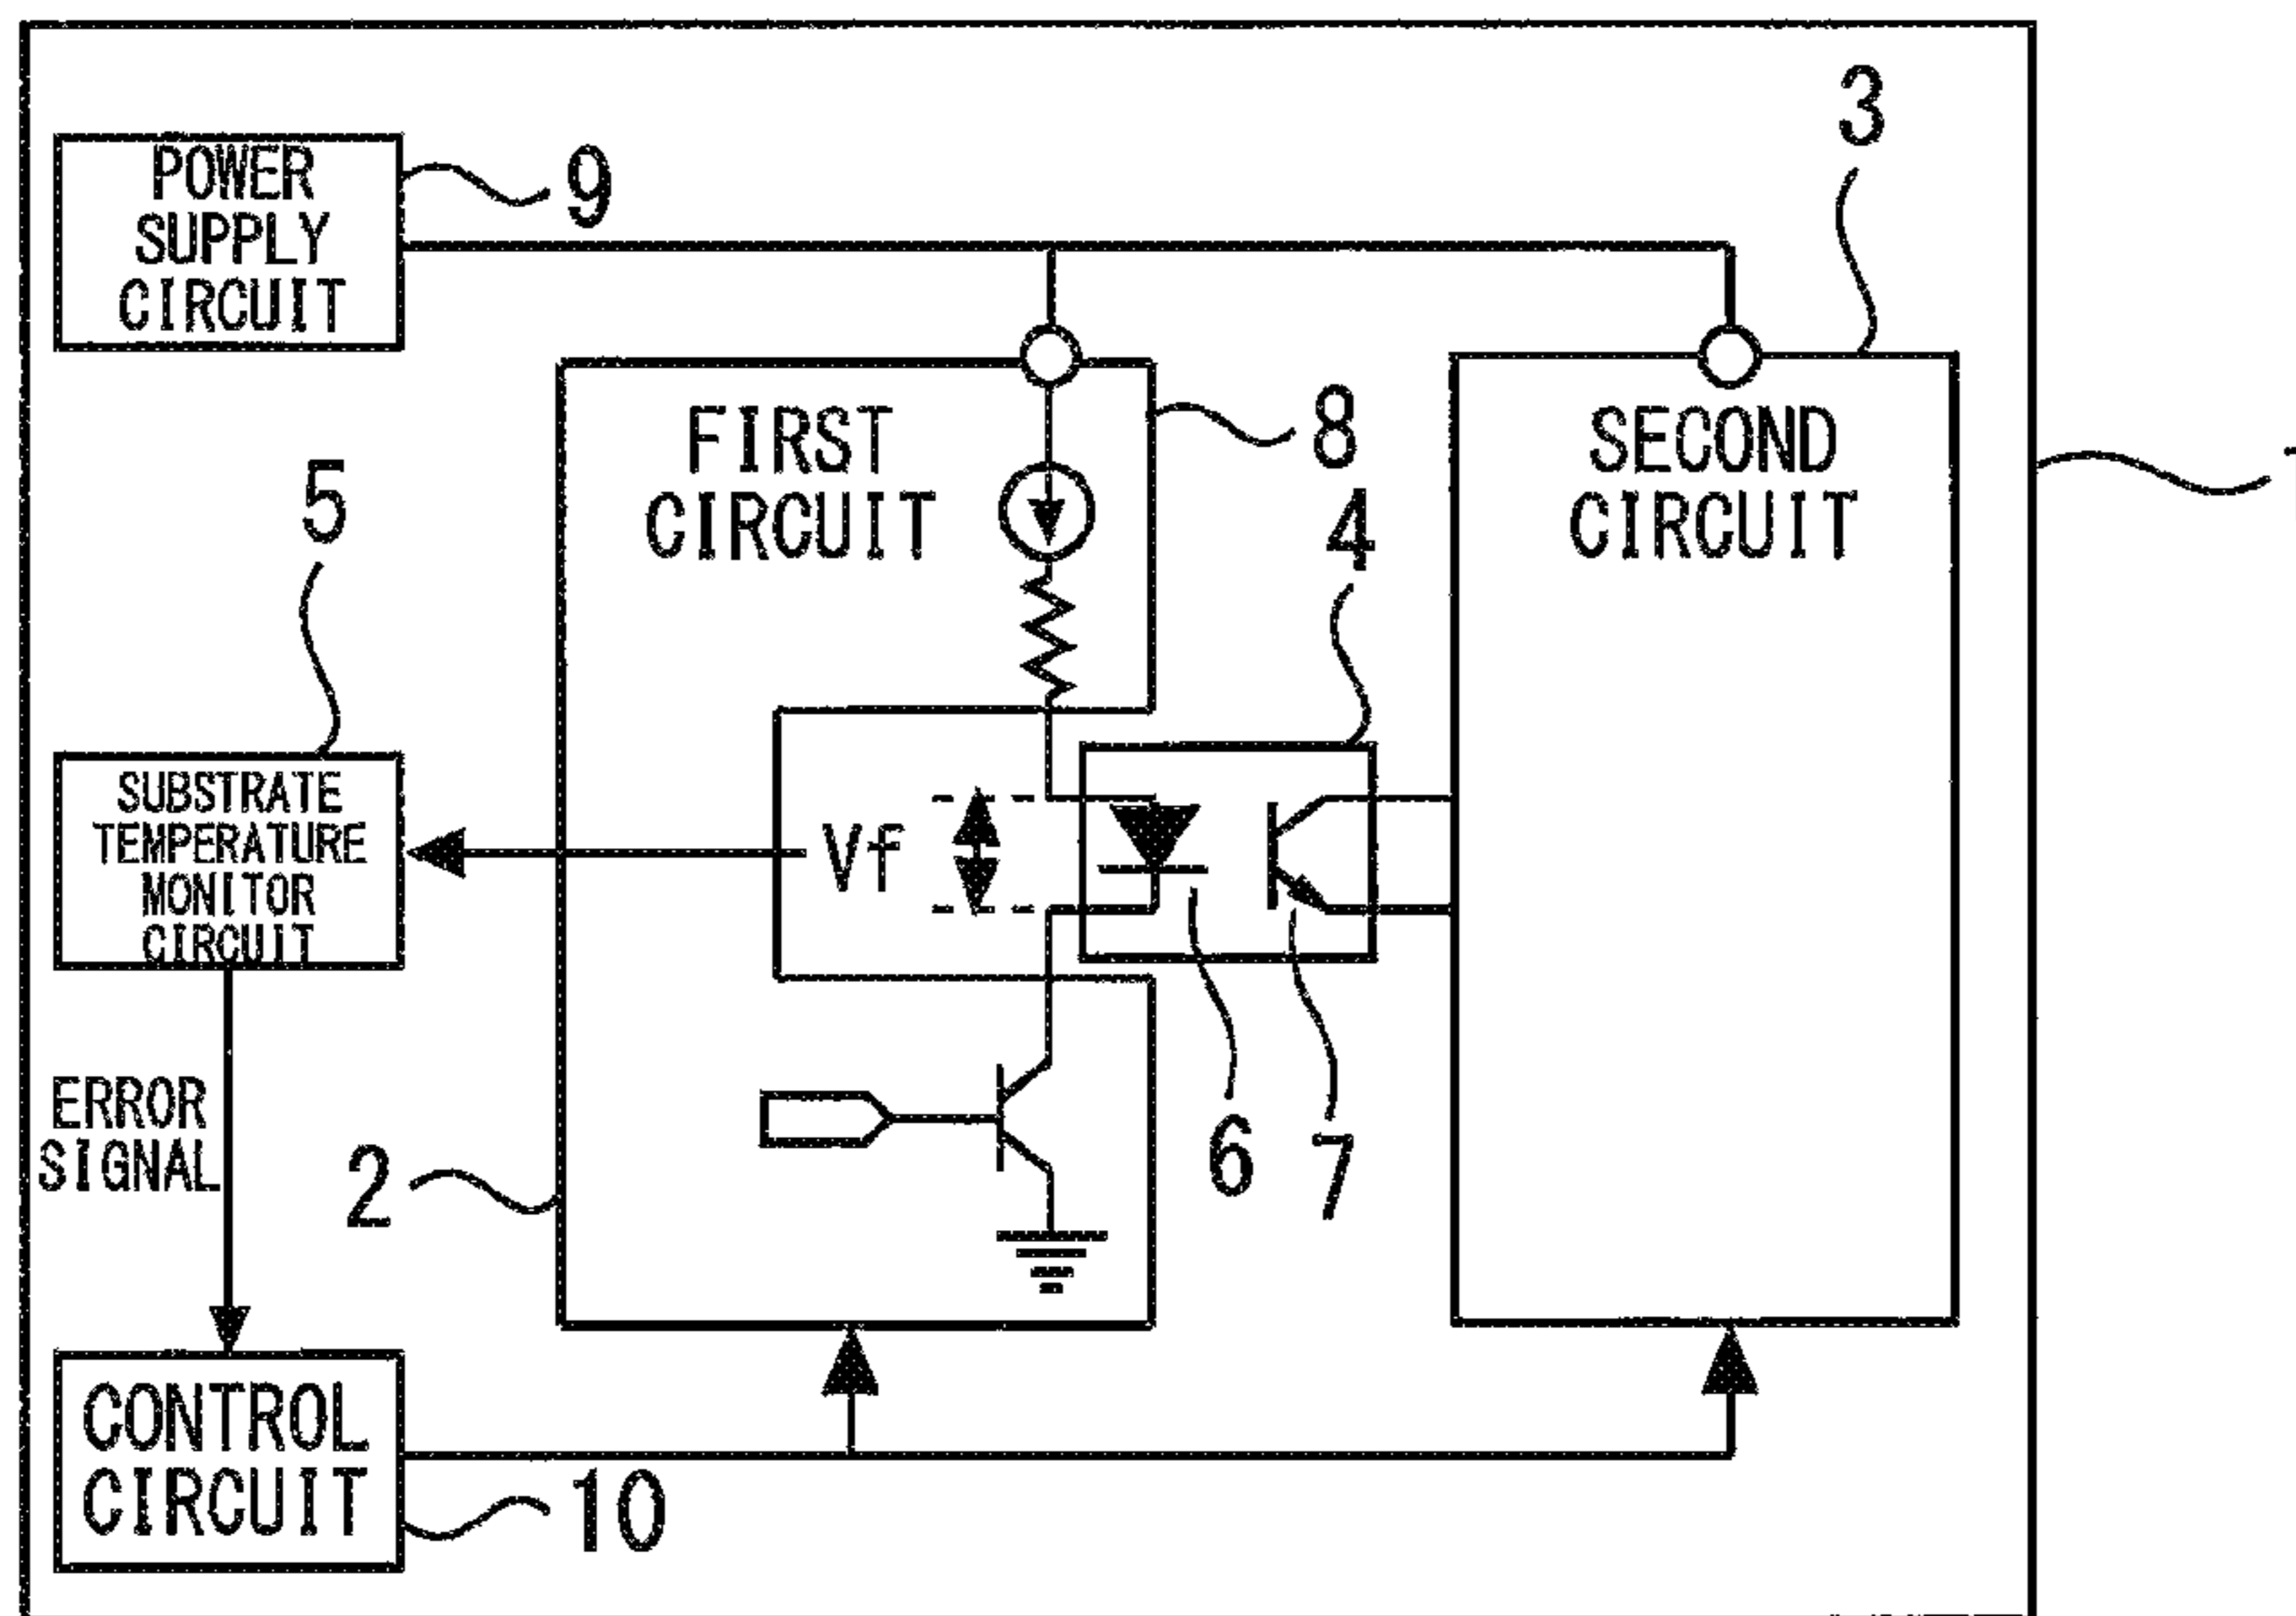 3
POWER
SUPPLY
CIRCUIT
9
FIRST
CIRCUIT
8
SECOND
CIRCUIT
4
5
SUBSTRATE
TEMPERATURE
MONITOR
CIRCUIT
Vf
ERROR
SIGNAL
2
6
7
CONTROL
CIRCUIT
10